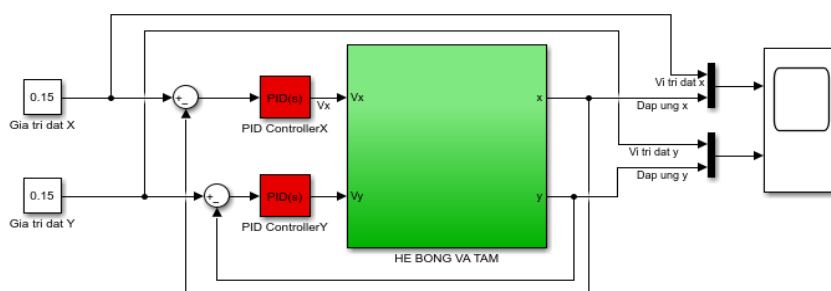 Vi tri dat x
0.15
+
_
PID(s)
Vx
Vx
x
Dap ung x
Gia tri dat X
PID ControllerX
Vi tri dat y
0.15
+
_
PID(s)
Vy
y
Dap ung y
Gia tri dat Y
PID ControllerY
HE BONG VA TAM